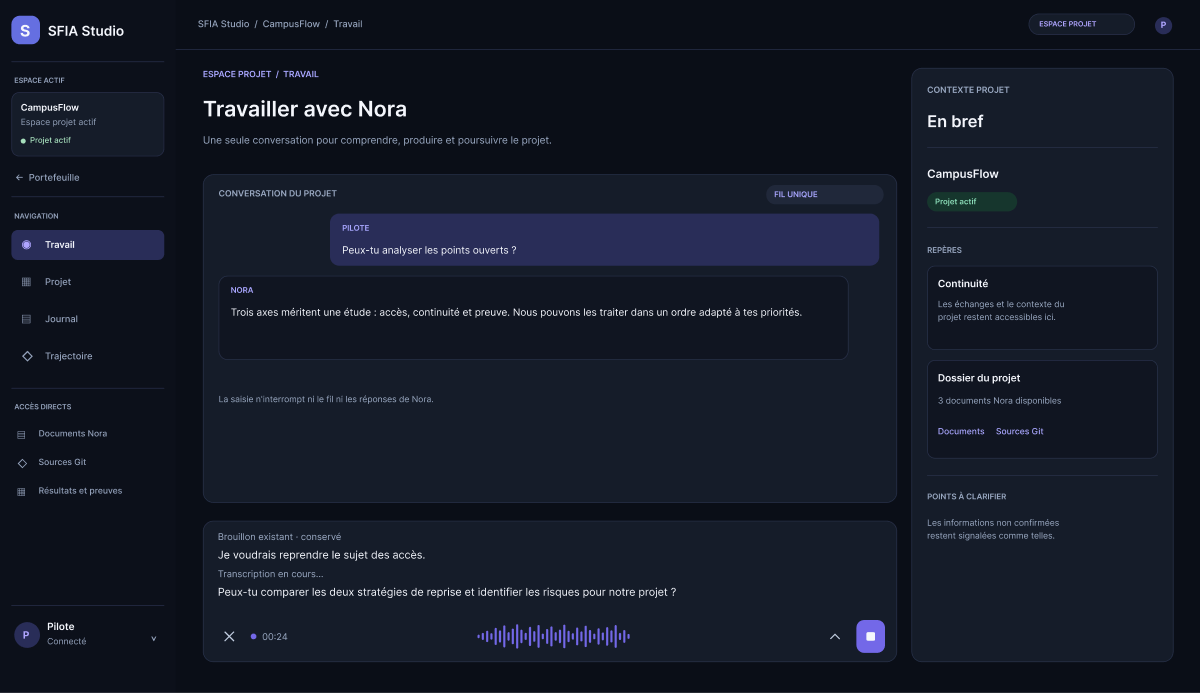 S
SFIA Studio
ESPACE ACTIF
CampusFlow
Espace projet actif
Projet actif
← Portefeuille
NAVIGATION
Travail
Projet
Journal
Trajectoire
ACCÈS DIRECTS
Documents Nora
Sources Git
Résultats et preuves
P
Pilote
Connecté
SFIA Studio / CampusFlow / Travail
ESPACE PROJET
P
ESPACE PROJET / TRAVAIL
Travailler avec Nora
Une seule conversation pour comprendre, produire et poursuivre le projet.
CONVERSATION DU PROJET
FIL UNIQUE
PILOTE
Peux-tu analyser les points ouverts ?
NORA
Trois axes méritent une étude : accès, continuité et preuve. Nous pouvons les traiter dans un ordre adapté à tes priorités.
La saisie n'interrompt ni le fil ni les réponses de Nora.
Brouillon existant · conservé
Je voudrais reprendre le sujet des accès.
Transcription en cours…
Peux-tu comparer les deux stratégies de reprise et identifier les risques pour notre projet ?
00:24
CONTEXTE PROJET
En bref
CampusFlow
Projet actif
REPÈRES
Continuité
Les échanges et le contexte du
projet restent accessibles ici.
Dossier du projet
3 documents Nora disponibles
Documents Sources Git
POINTS À CLARIFIER
Les informations non confirmées
restent signalées comme telles.